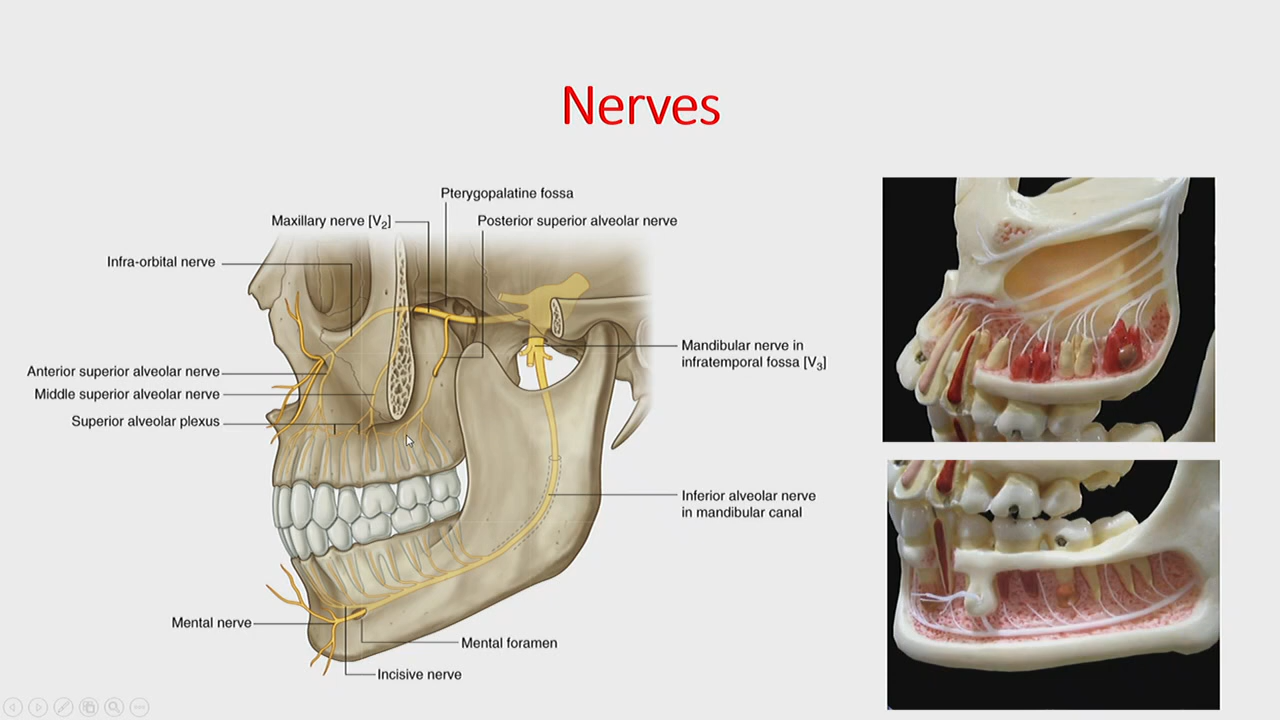 Nerves
Pterygopalatine fossa
Maxillary nerve [V2]
Posterior superior alveolar nerve
Infra-orbital nerve
Mandibular nerve in
infratemporal fossa [V3]
Anterior superior alveolar nerve
Middle superior alveolar nerve
Superior alveolar plexus
Inferior alveolar nerve
in mandibular canal
Mental nerve
Mental foramen
Incisive nerve